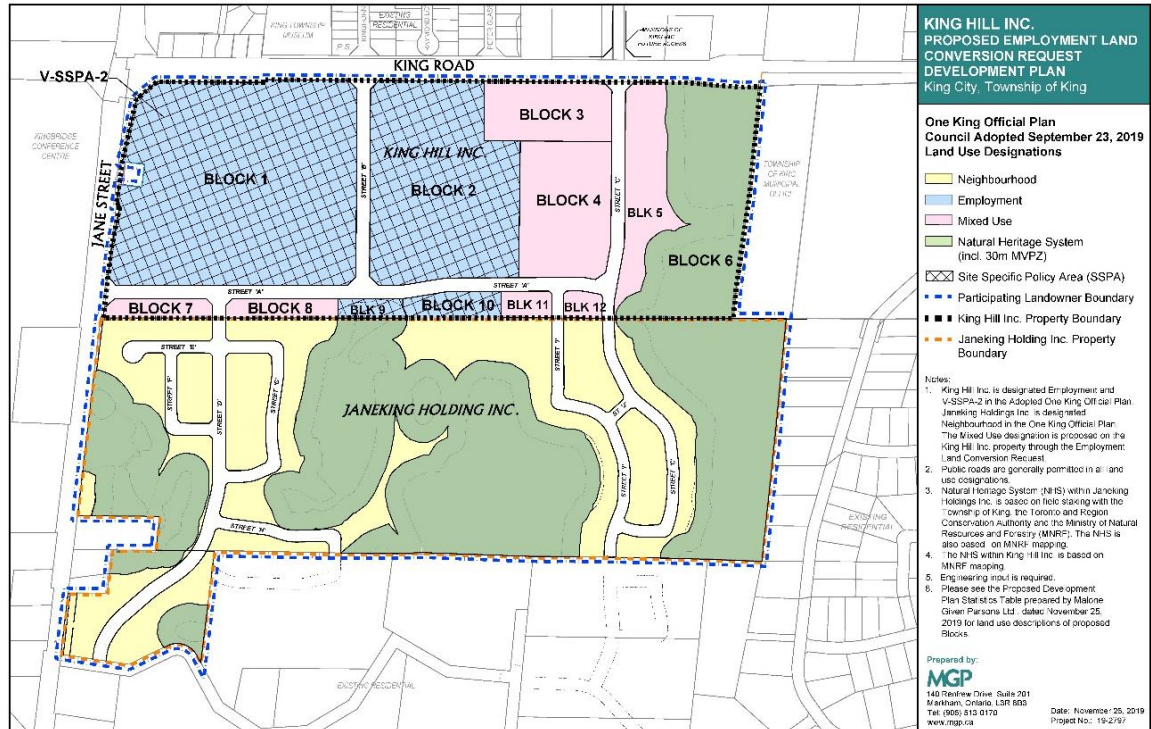 KING TOWNSHIP
MUSEUM
EXISTING
RESIDENTIAL
FUTURE ACCESS
KING ROAD
V-SSPA-2
KINGBRIDGE
CONFERENCE
CENTRE
JANE STREET
BLOCK 1
STREET 'B'
KING HILL INC.
BLOCK 2
BLOCK 3
BLOCK 4
STREET 'C'
BLK 5
BLOCK 6
TOWNSHIP
OF KING
MUNICIPAL
OFFICE
STREET 'A'
STREET 'A'
BLOCK 7
BLOCK 8
BLK 9
BLOCK 10
BLK 11
BLK 12
STREET 'E'
STREET 'F'
STREET 'D'
STREET 'G'
JANEKING HOLDING INC.
STREET 'H'
EXISTING
RESIDENTIAL
EXISTING RESIDENTIAL
KING HILL INC.
PROPOSED EMPLOYMENT LAND
CONVERSION REQUEST
DEVELOPMENT PLAN
King City, Township of King
One King Official Plan
Council Adopted September 23, 2019
Land Use Designations
Neighbourhood
Employment
Mixed Use
Natural Heritage System
(incl. 30m MVPZ)
Site Specific Policy Area (SSPA)
Participating Landowner Boundary
King Hill Inc. Property Boundary
Janeking Holding Inc. Property
Boundary
Notes:
1. King Hill Inc. is designated Employment and
V-SSPA-2 in the Adopted One King Official Plan.
Janeking Holdings Inc. is designated
Neighbourhood in the One King Official Plan.
The Mixed Use designation is proposed on the
King Hill Inc. property through the Employment
Land Conversion Request.
2. Public roads are generally permitted in all land
use designations.
3. Natural Heritage System (NHS) within Janeking
Holdings Inc. is based on field staking with the
Township of King, the Toronto and Region
Conservation Authority and the Ministry of Natural
Resources and Forestry (MNRF). The NHS is
also based on MNRF mapping.
4. The NHS within King Hill Inc. is based on
MNRF mapping.
5. Engineering input is required.
6. Please see the Proposed Development
Plan Statistics Table prepared by Malone
Given Parsons Ltd., dated November 25,
2019 for land use descriptions of proposed
Blocks.
Prepared by:
MGP
140 Renfrew Drive, Suite 201
Markham, Ontario, L3R 6B3
Tel: (905) 513-0170
www.mgp.ca
Date: November 25, 2019
Project No.: 19-2797